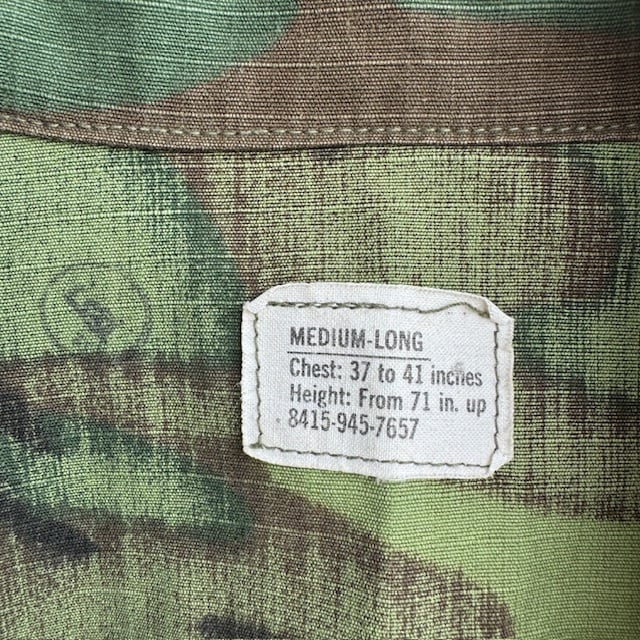 MEDIUM-LONG
Chest: 37 to 41 inches
Height: From 71 in. up
8415-945-7657